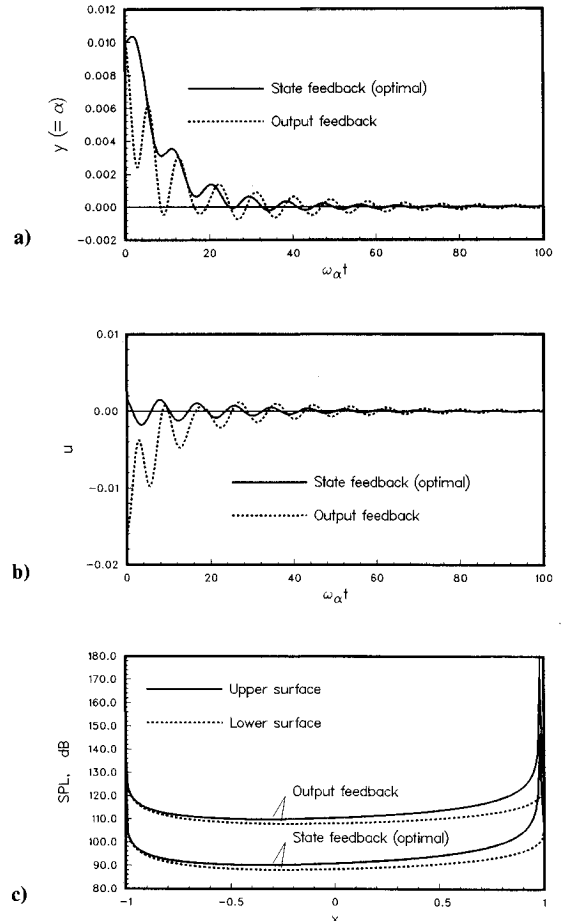 0.012
0.010
0.008
0.006
0.004
0.002
0.000
−0.002
y (= α)
State feedback (optimal)
Output feedback
0 20 40 60 80 100
ω_α t
a)
0.01
0.00
−0.01
−0.02
u
State feedback (optimal)
Output feedback
0 20 40 60 80 100
ω_α t
b)
180.0
170.0
160.0
150.0
140.0
130.0
120.0
110.0
100.0
90.0
80.0
SPL, dB
Upper surface
Lower surface
Output feedback
State feedback (optimal)
−1 −0.5 0 0.5 1
x
c)